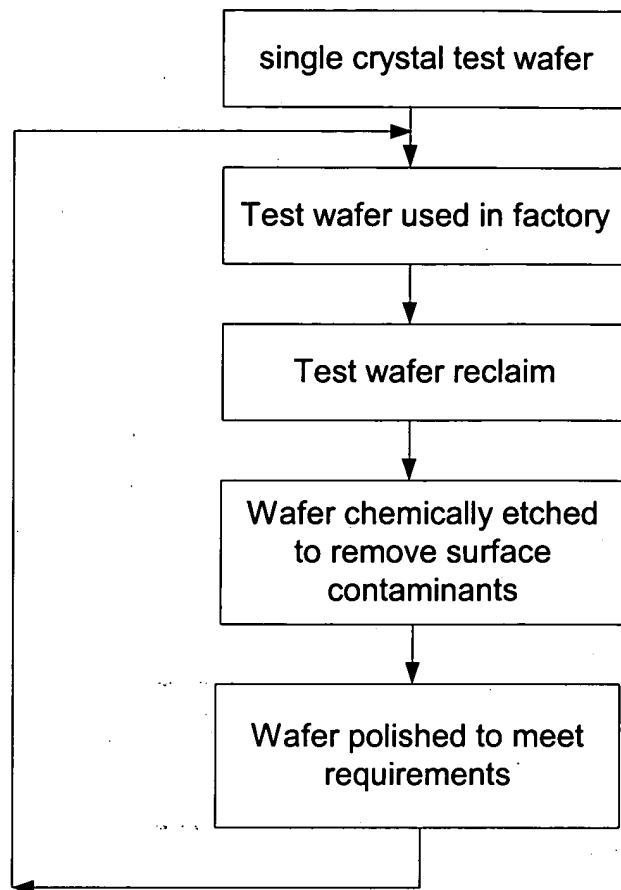 single crystal test wafer
Test wafer used in factory
Test wafer reclaim
Wafer chemically etched
to remove surface
contaminants
Wafer polished to meet
requirements